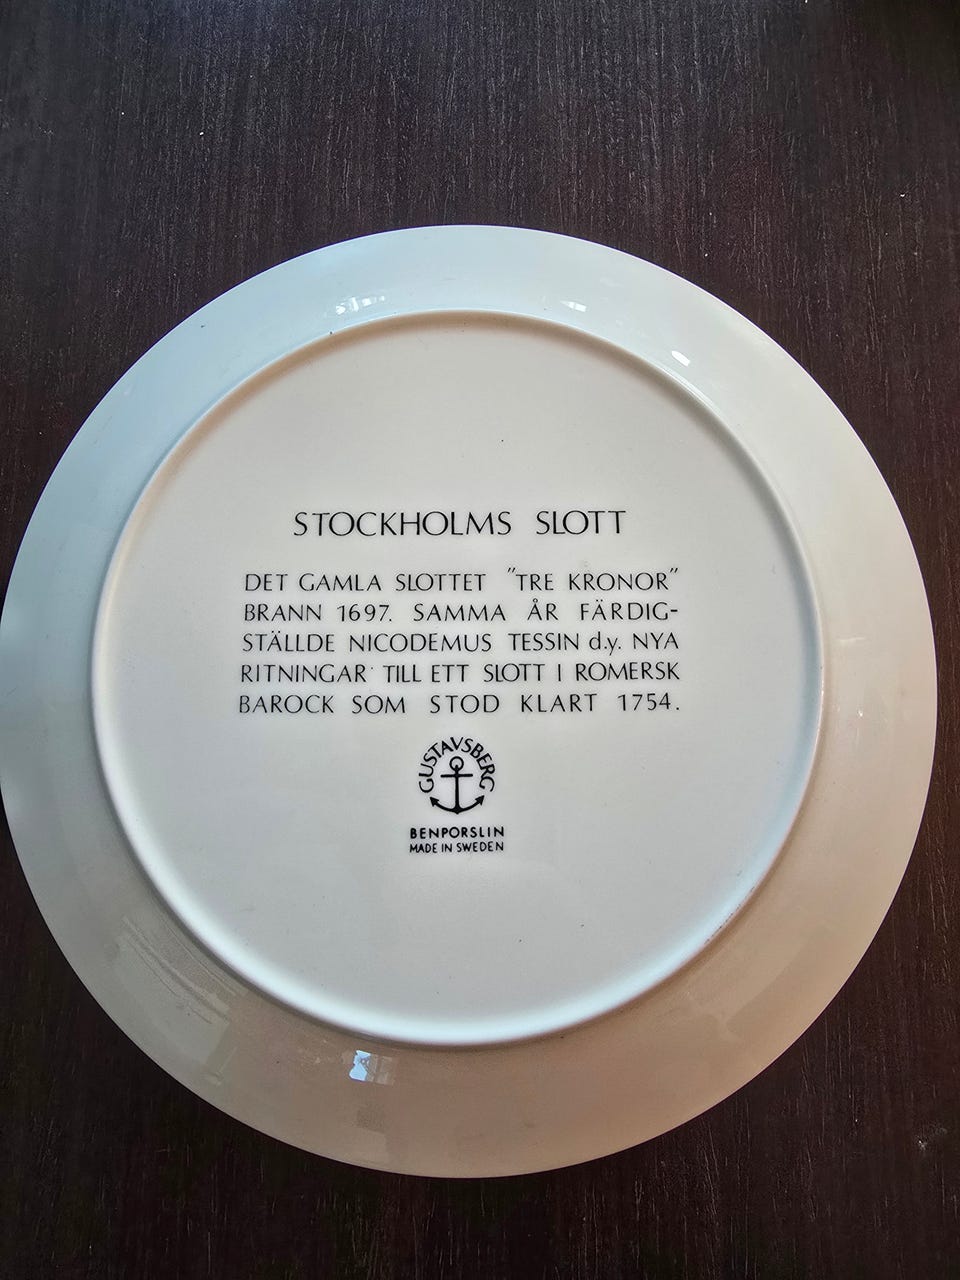 STOCKHOLMS SLOTT
DET GAMLA SLOTTET "TRE KRONOR"
BRANN 1697. SAMMA ÅR FÄRDIG-
STÄLLDE NICODEMUS TESSIN d.y. NYA
RITNINGAR TILL ETT SLOTT I ROMERSK
BAROCK SOM STOD KLART 1754.
GUSTAVSBERG
BENPORSLIN
MADE IN SWEDEN